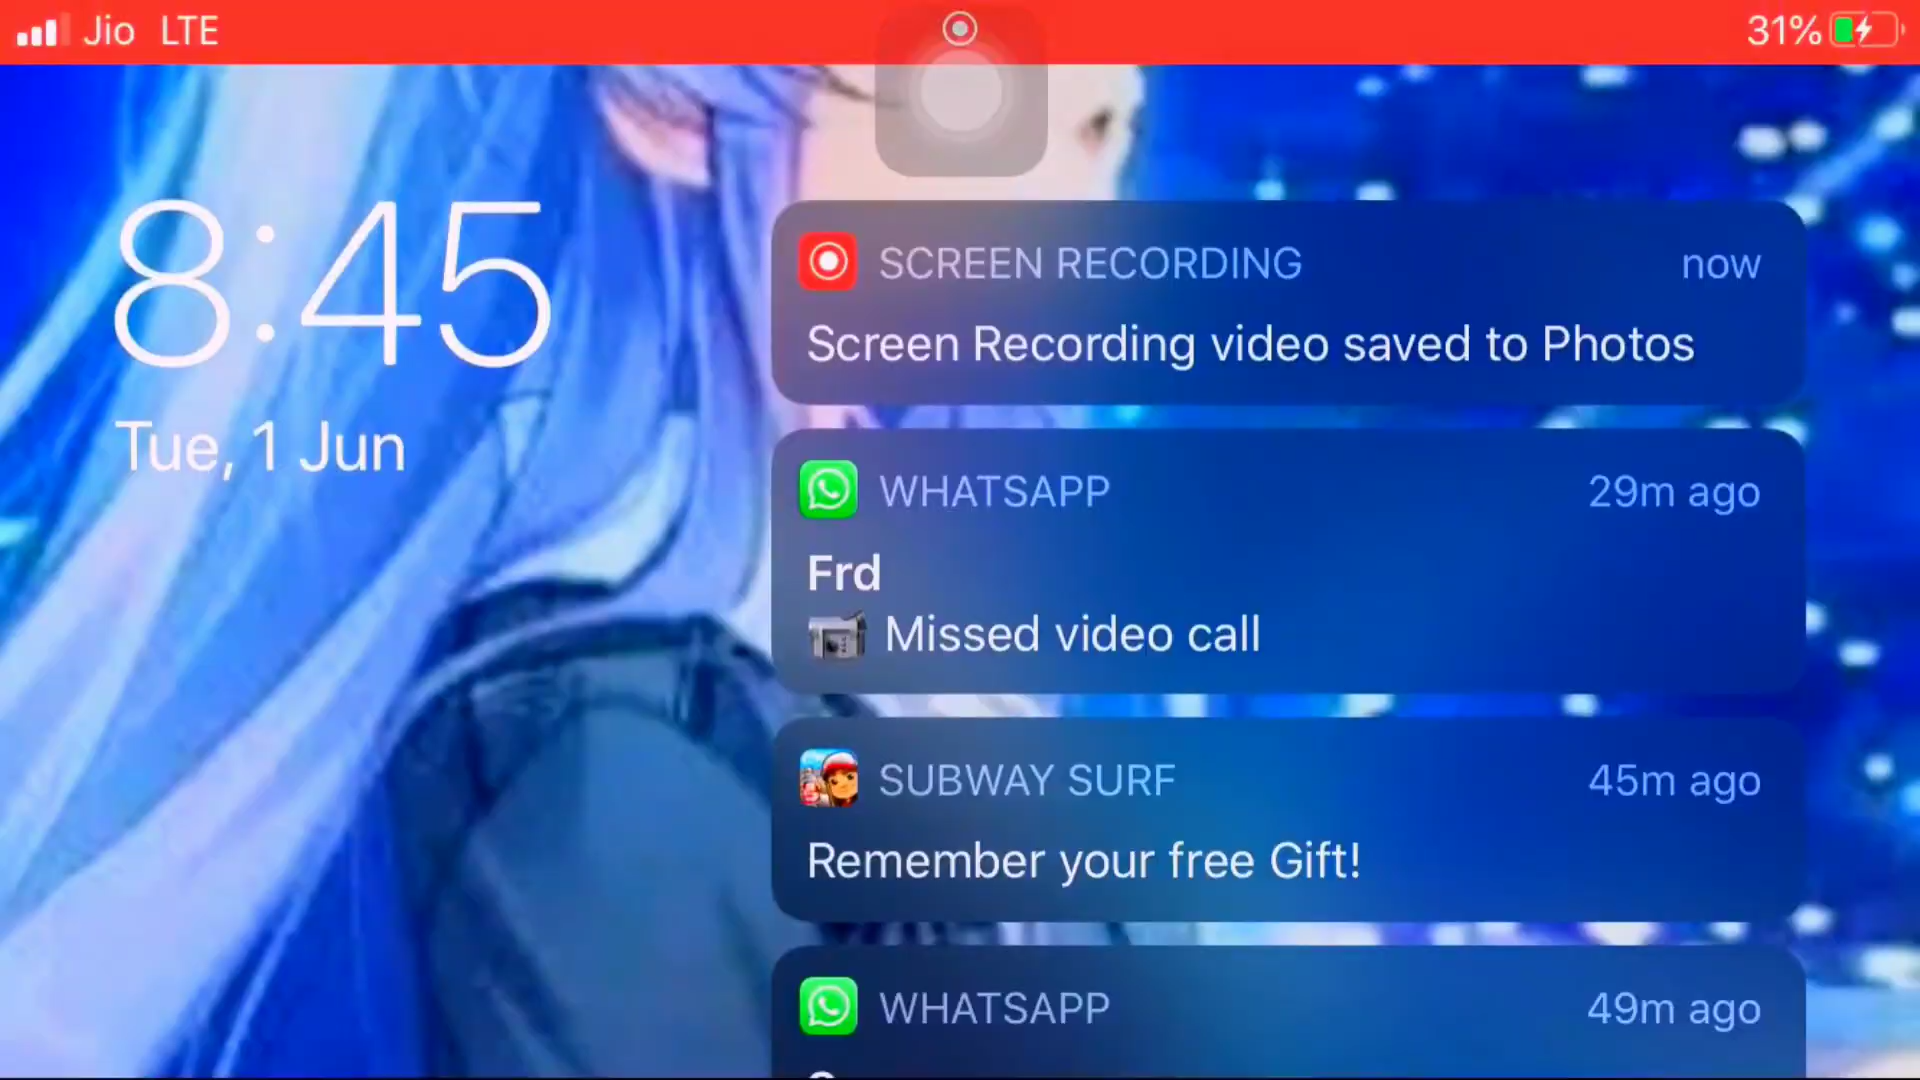 Jio LTE
31%
8:45
Tue, 1 Jun
SCREEN RECORDING now
Screen Recording video saved to Photos
WHATSAPP 29m ago
Frd
Missed video call
SUBWAY SURF 45m ago
Remember your free Gift!
WHATSAPP 49m ago